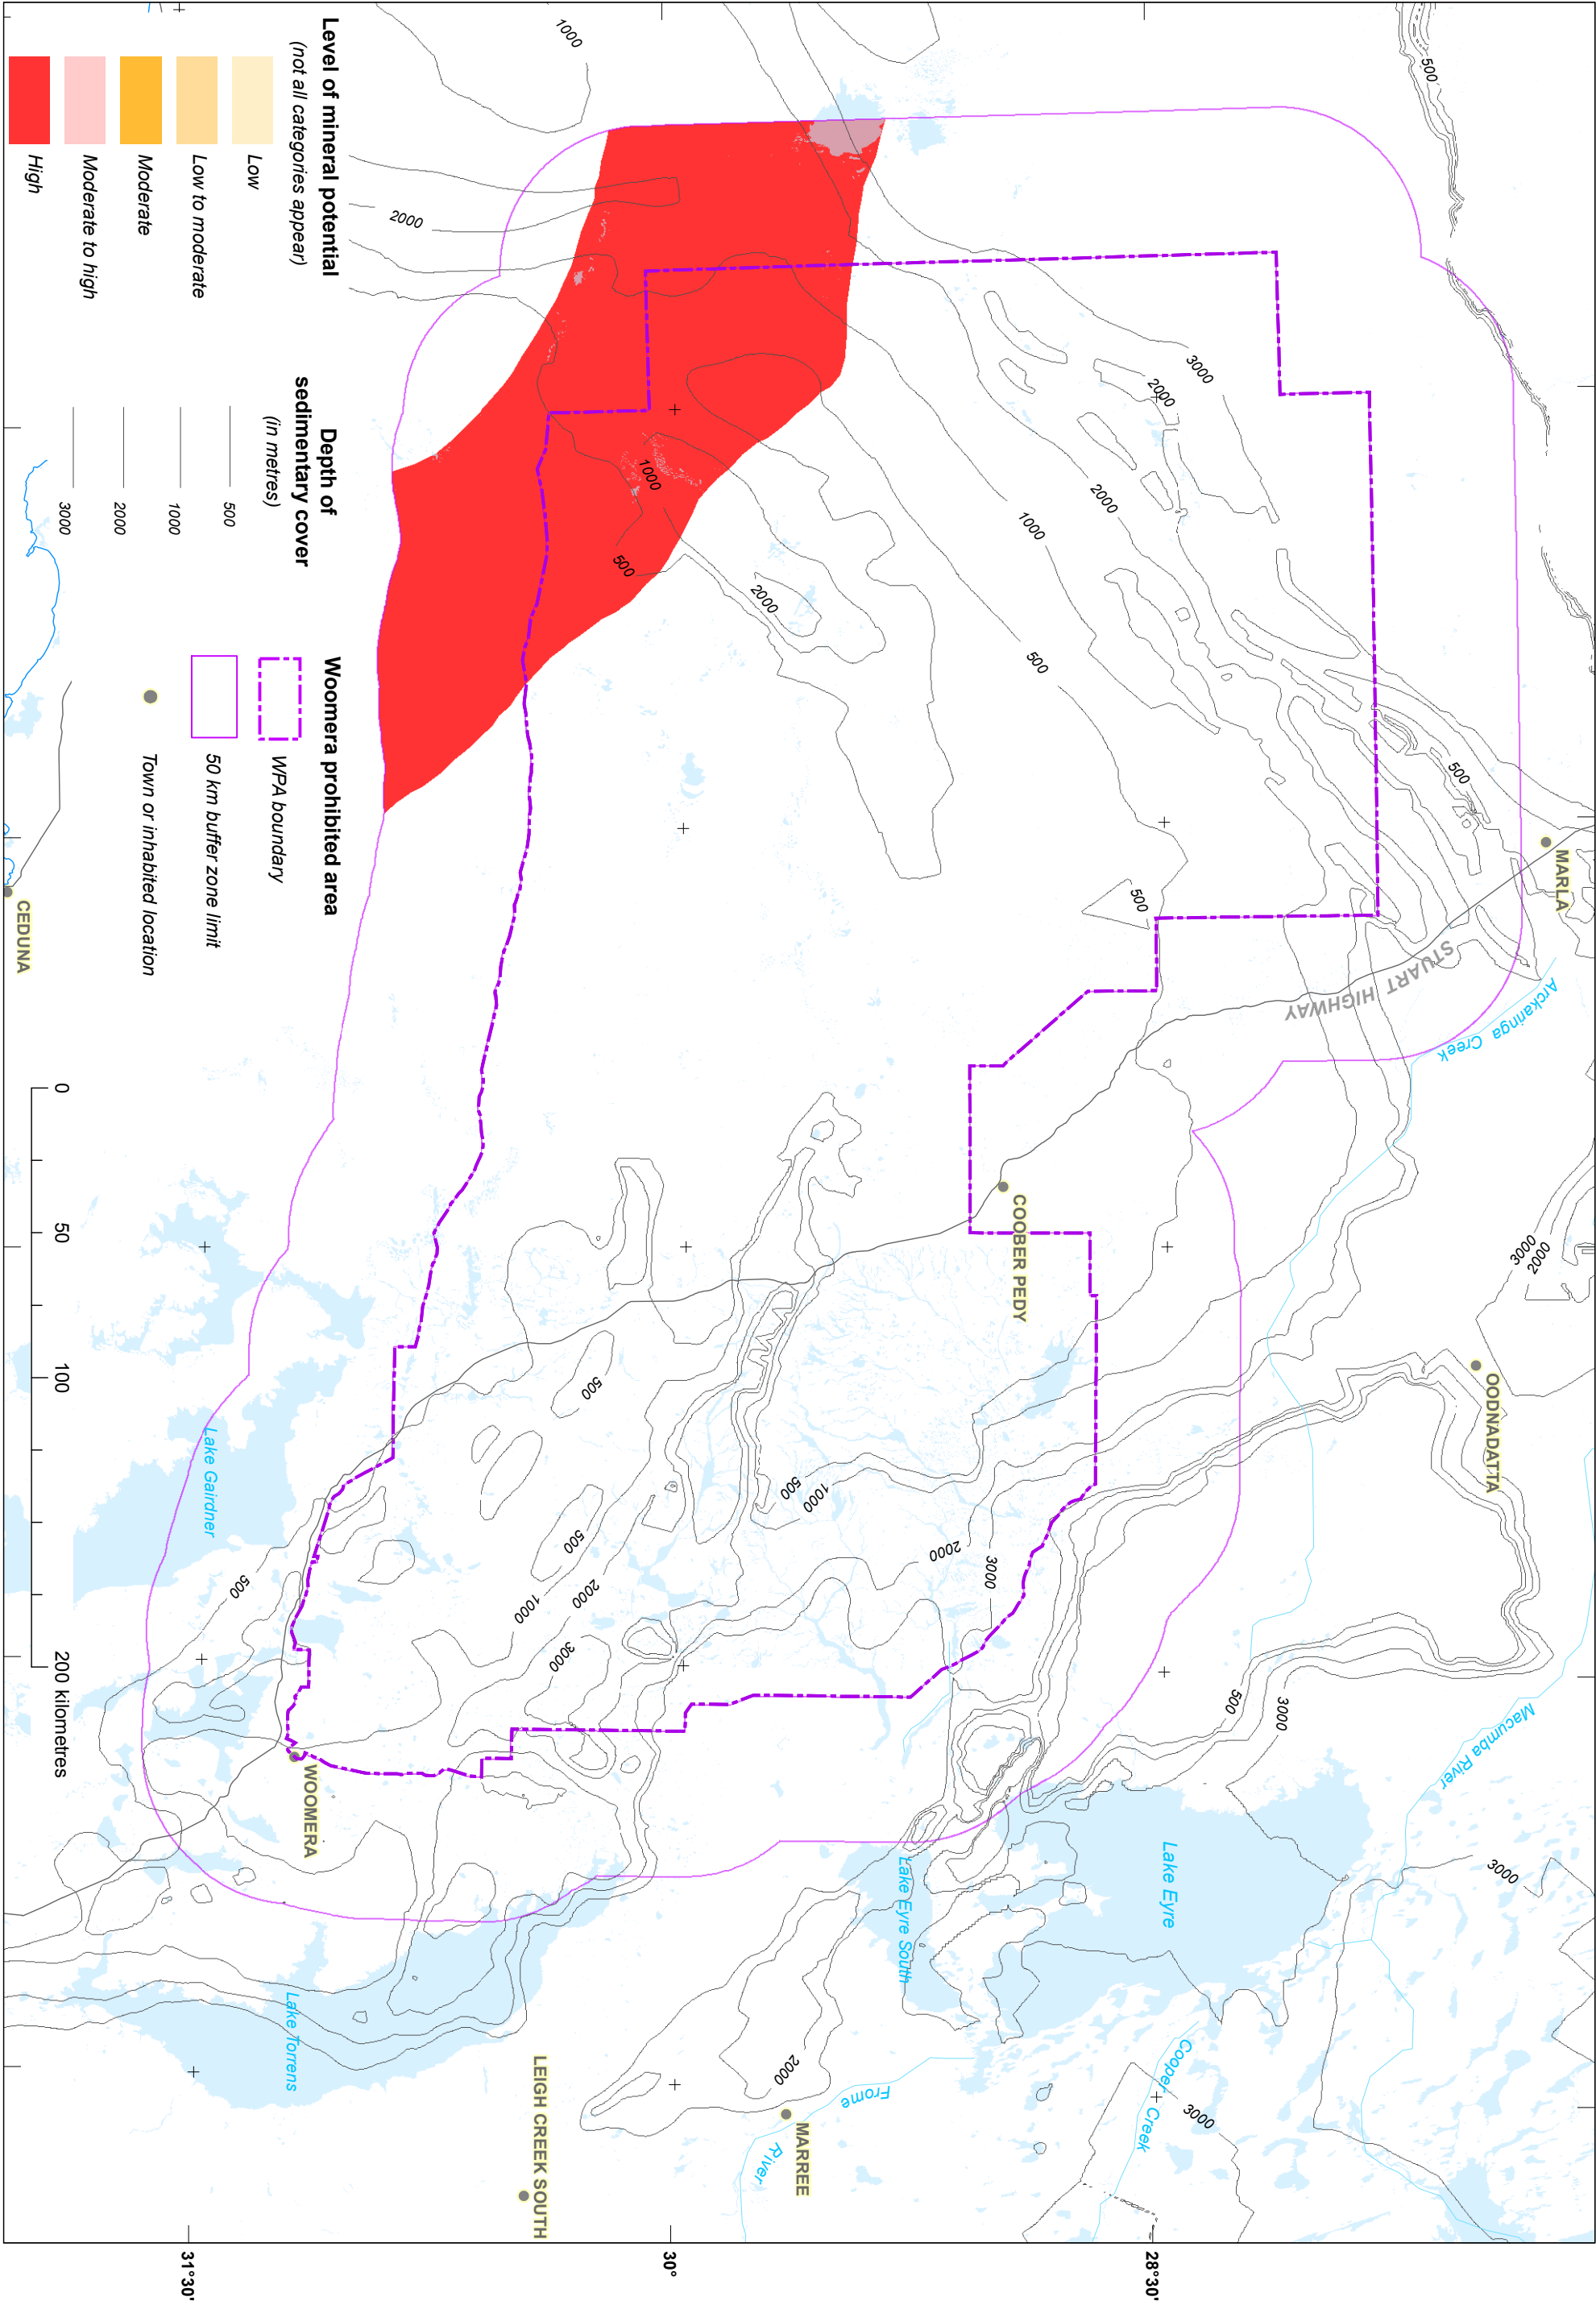 MARLA
OODNADATTA
Arckaringa Creek
Macumba River
STUART HIGHWAY
COOBER PEDY
Lake Eyre
Cooper Creek
Lake Eyre South
Frome River
MARREE
LEIGH CREEK SOUTH
WOOMERA
Lake Gairdner
Lake Torrens
CEDUNA
28°30'
30°
31°30'
500
3000
2000
3000
2000
1000
500
500
500
3000
2000
500
3000
3000
3000
2000
1000
2000
1000
500
2000
500
1000
2000
3000
500
500
1000
2000
3000
500
2000
Level of mineral potential
(not all categories appear)
Low
Low to moderate
Moderate
Moderate to high
High
Depth of
sedimentary cover
(in metres)
500
1000
2000
3000
Woomera prohibited area
WPA boundary
50 km buffer zone limit
Town or inhabited location
0 50 100 200 kilometres